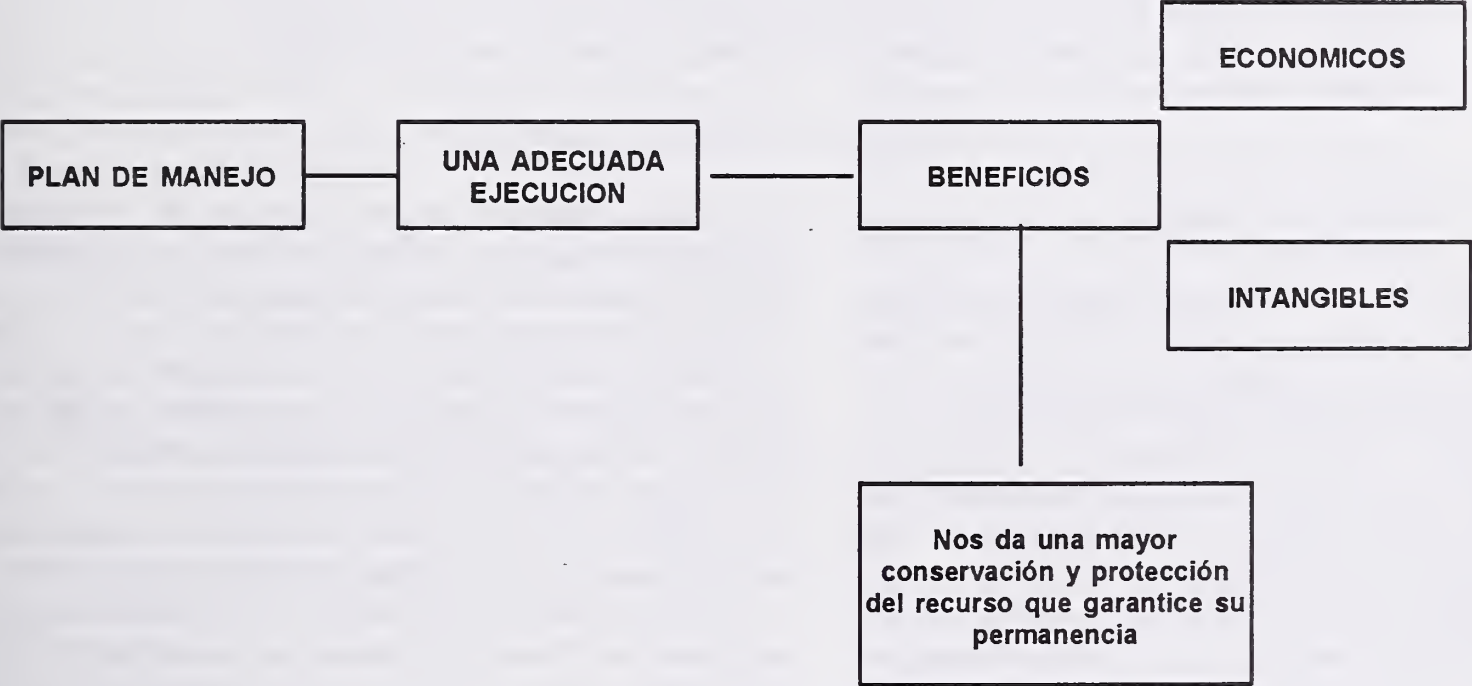 PLAN DE MANEJO
UNA ADECUADA
EJECUCION
BENEFICIOS
ECONOMICOS
INTANGIBLES
Nos da una mayor
conservación y protección
del recurso que garantice su
permanencia